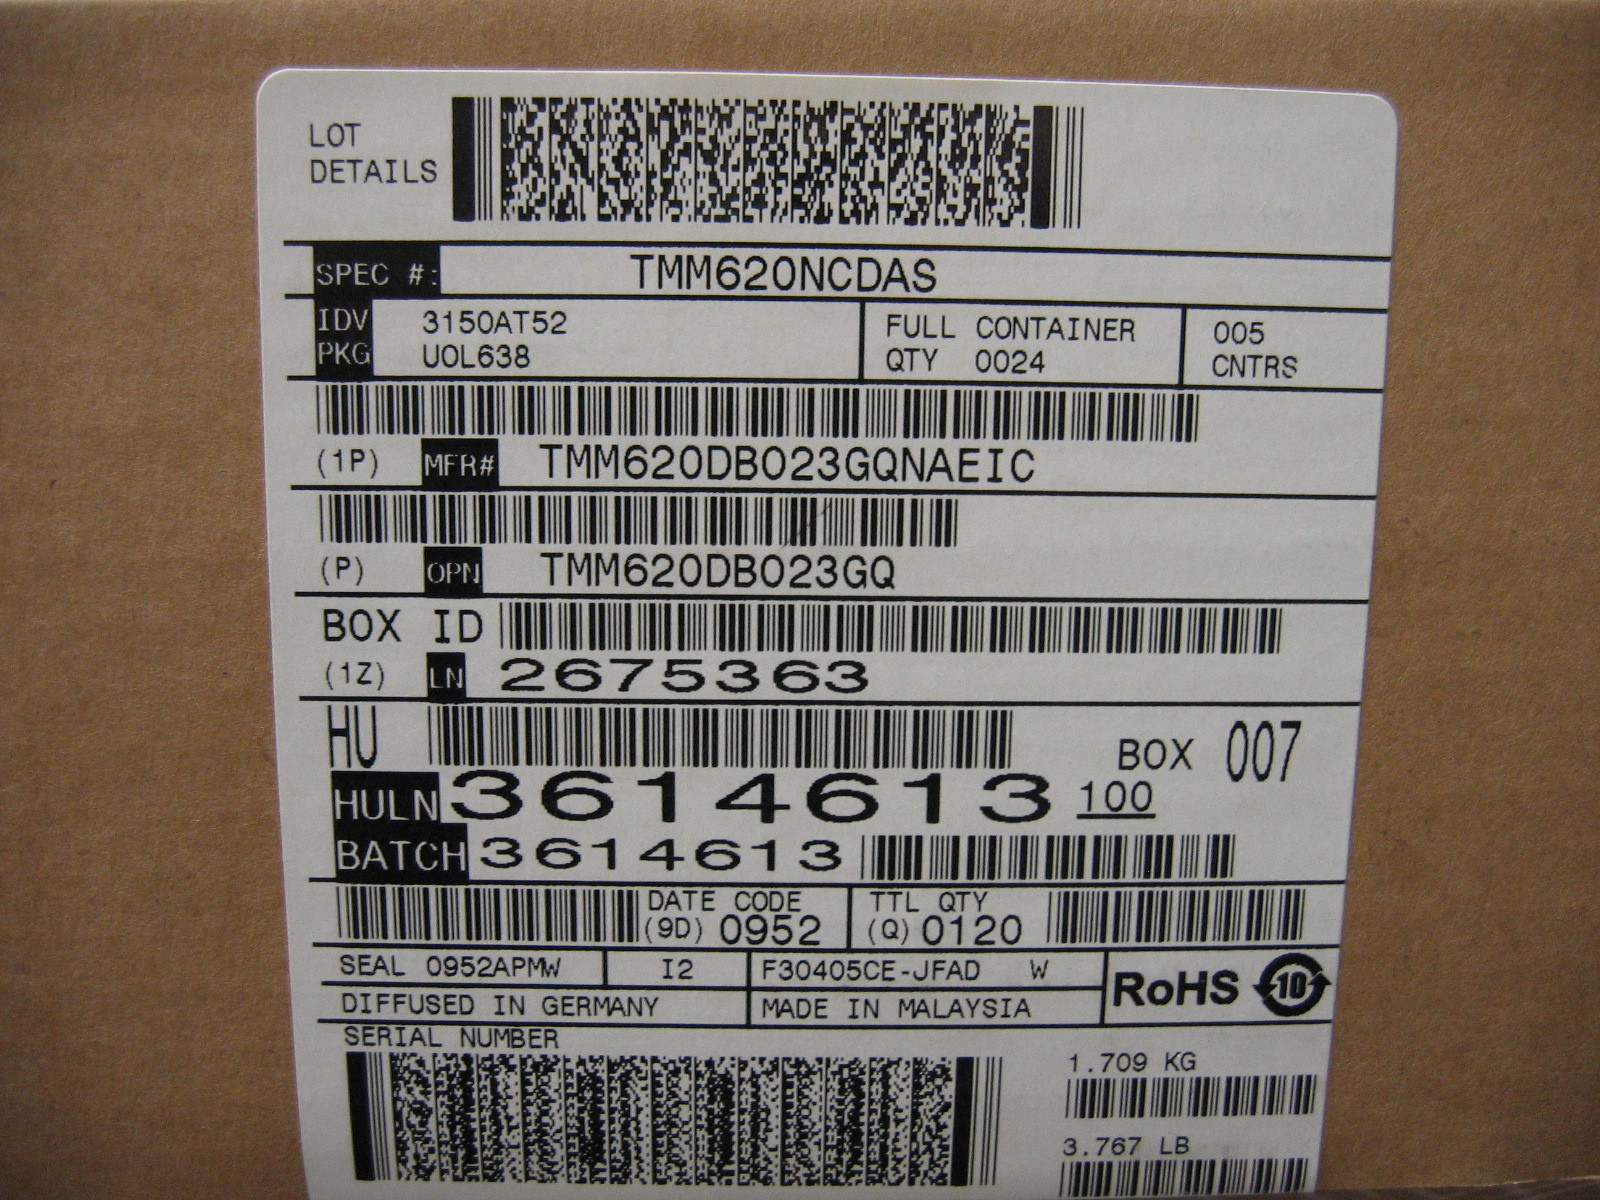 LOT
DETAILS
SPEC #: TMM620NCDAS
IDV 3150AT52
PKG UOL638
FULL CONTAINER
QTY 0024
005
CNTRS
(1P) MFR# TMM620DBO23GQNAEIC
(P) OPN TMM620DBO23GQ
BOX ID
(1Z) LN 2675363
HU
BOX 007
HULN 3614613 100
BATCH 3614613
DATE CODE
(9D) 0952
TTL QTY
(Q) 0120
SEAL 0952APMW I2 F30405CE-JFAD W
DIFFUSED IN GERMANY MADE IN MALAYSIA
RoHS 10
SERIAL NUMBER
1.709 KG
3.767 LB